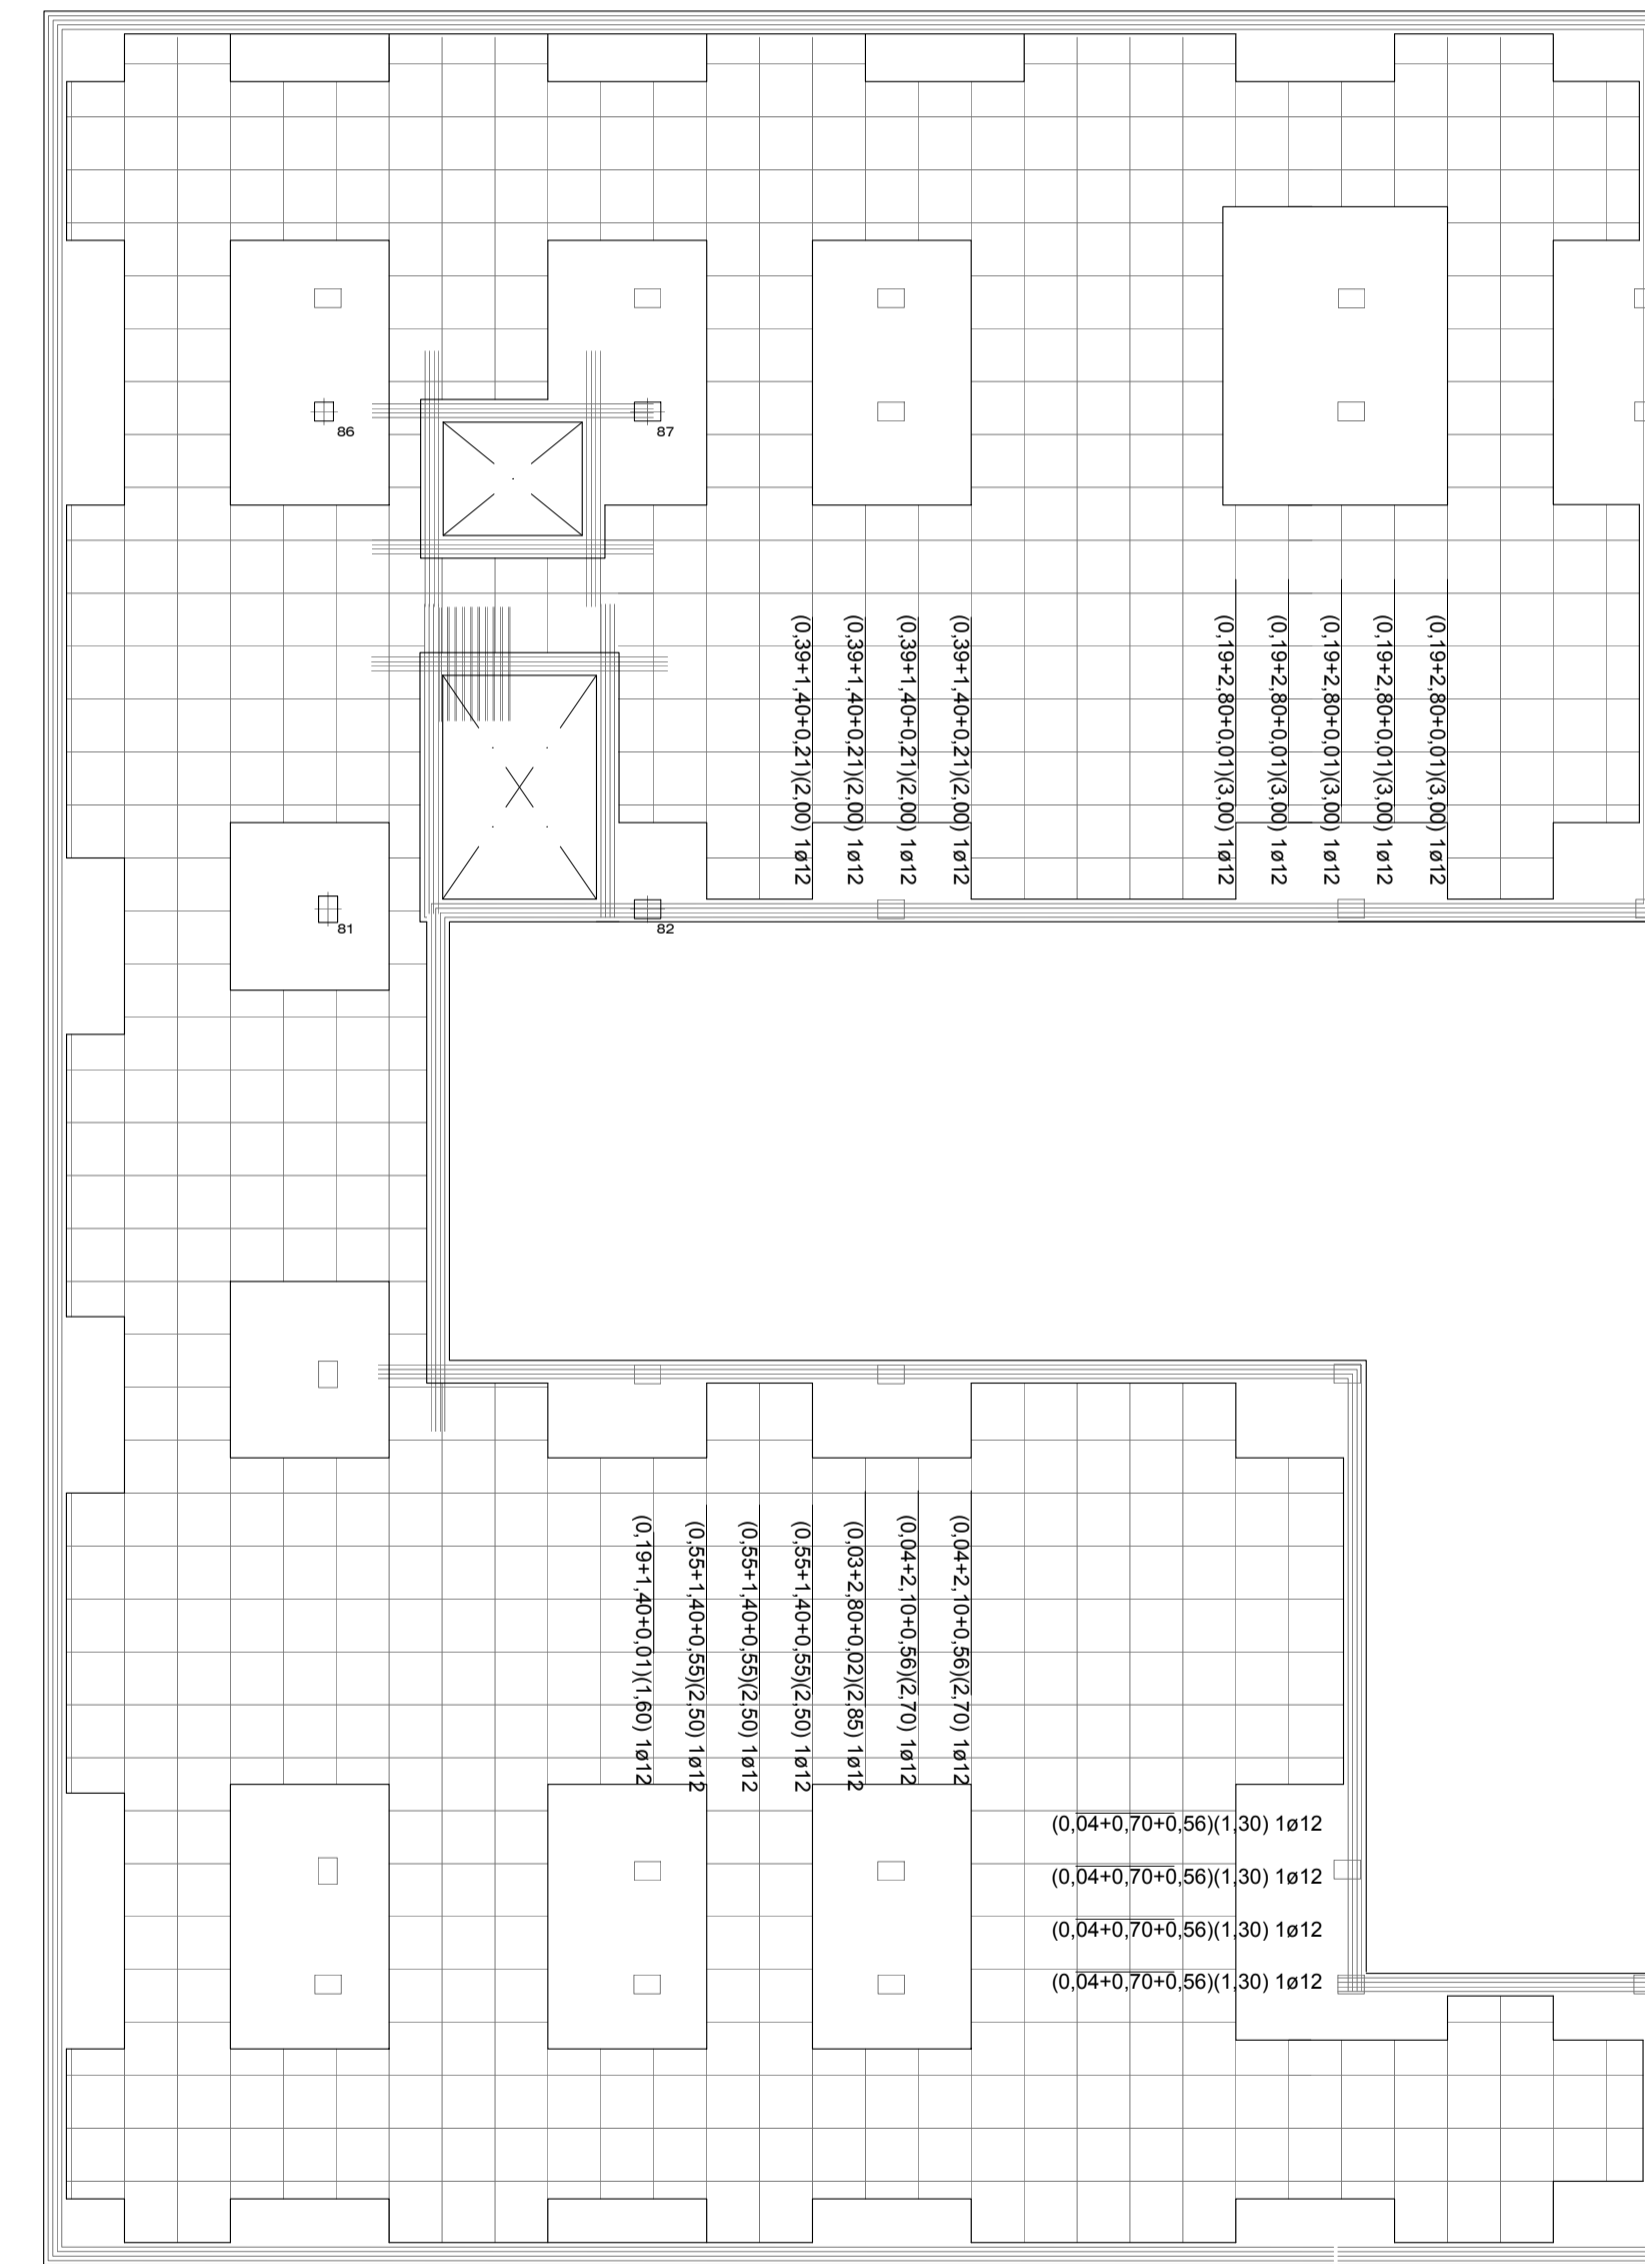 86
87
(0,39+1,40+0,21)(2,00) 1ø12
(0,39+1,40+0,21)(2,00) 1ø12
(0,39+1,40+0,21)(2,00) 1ø12
(0,39+1,40+0,21)(2,00) 1ø12
(0,19+2,80+0,01)(3,00) 1ø12
(0,19+2,80+0,01)(3,00) 1ø12
(0,19+2,80+0,01)(3,00) 1ø12
(0,19+2,80+0,01)(3,00) 1ø12
(0,19+2,80+0,01)(3,00) 1ø12
81
82
(0,19+1,40+0,01)(1,60) 1ø12
(0,55+1,40+0,55)(2,50) 1ø12
(0,55+1,40+0,55)(2,50) 1ø12
(0,55+1,40+0,55)(2,50) 1ø12
(0,03+2,80+0,02)(2,85) 1ø12
(0,04+2,10+0,56)(2,70) 1ø12
(0,04+2,10+0,56)(2,70) 1ø12
(0,04+0,70+0,56)(1,30) 1ø12
(0,04+0,70+0,56)(1,30) 1ø12
(0,04+0,70+0,56)(1,30) 1ø12
(0,04+0,70+0,56)(1,30) 1ø12